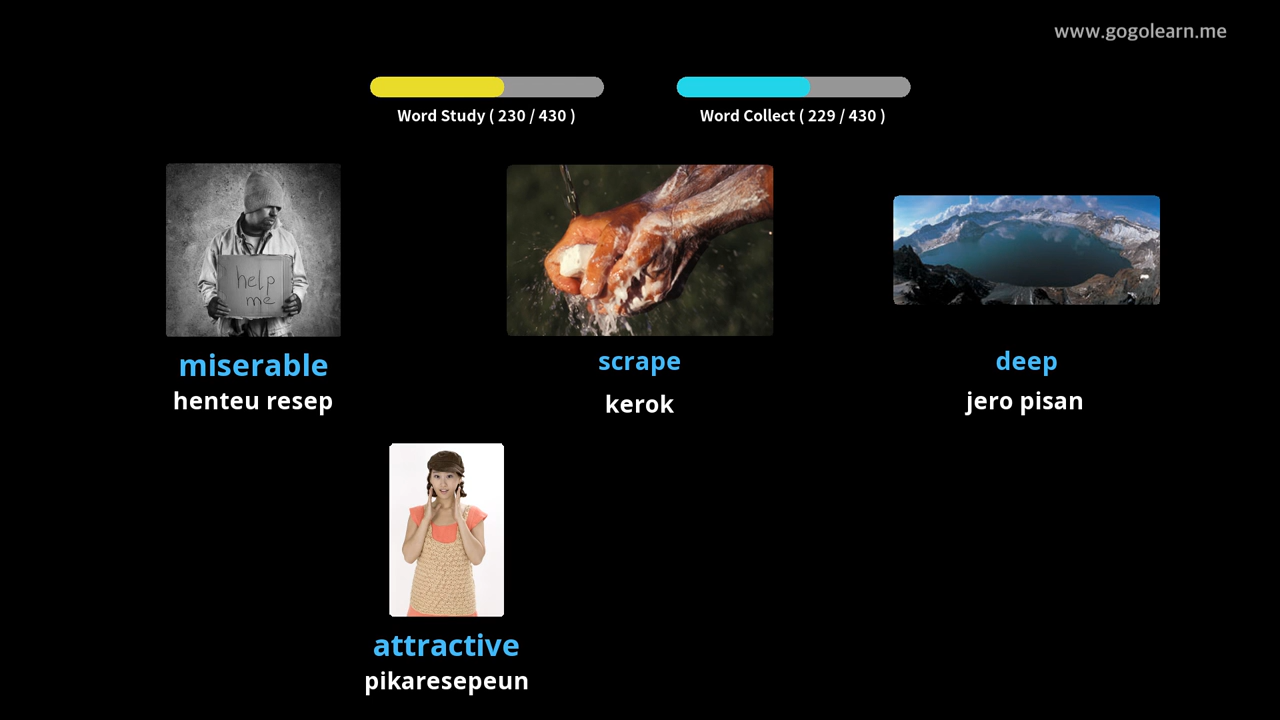 www.gogolearn.me
Word Study ( 230 / 430 )
Word Collect ( 229 / 430 )
help
me
miserable
henteu resep
scrape
kerok
deep
jero pisan
attractive
pikaresepeun